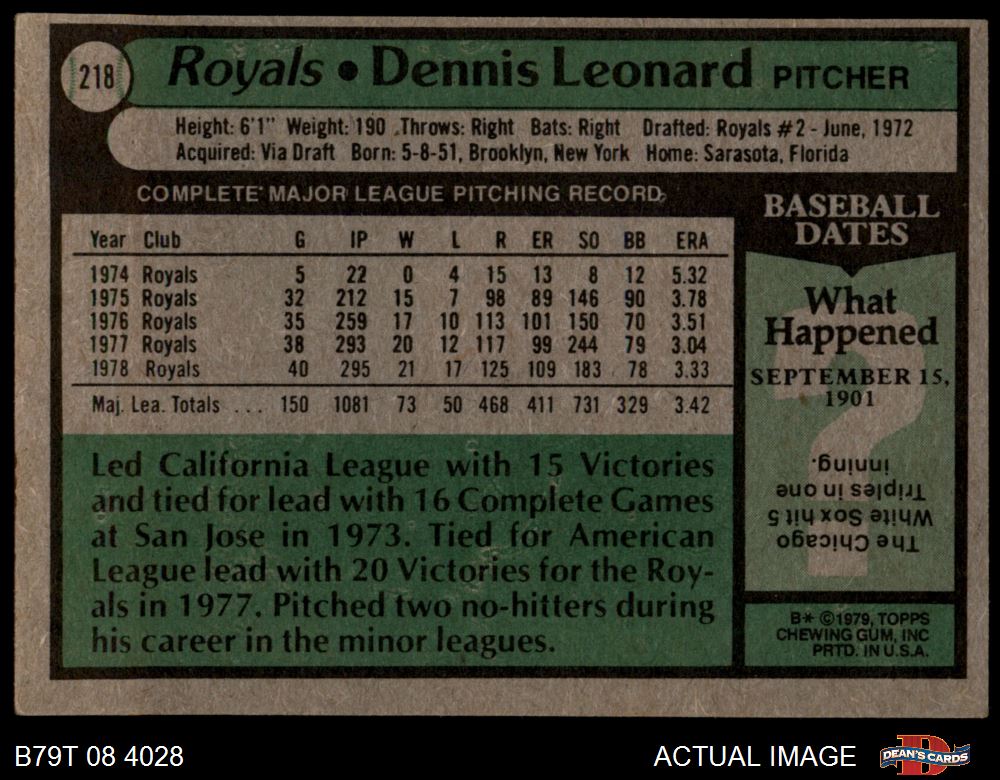 218
Royals • Dennis Leonard PITCHER
Height: 6'1" Weight: 190 Throws: Right Bats: Right Drafted: Royals #2 - June, 1972
Acquired: Via Draft Born: 5-8-51, Brooklyn, New York Home: Sarasota, Florida
COMPLETE MAJOR LEAGUE PITCHING RECORD
Year Club G IP W L R ER SO BB ERA
1974 Royals 5 22 0 4 15 13 8 12 5.32
1975 Royals 32 212 15 7 98 89 146 90 3.78
1976 Royals 35 259 17 10 113 101 150 70 3.51
1977 Royals 38 293 20 12 117 99 244 79 3.04
1978 Royals 40 295 21 17 125 109 183 78 3.33
Maj. Lea. Totals ... 150 1081 73 50 468 411 731 329 3.42
Led California League with 15 Victories
and tied for lead with 16 Complete Games
at San Jose in 1973. Tied for American
League lead with 20 Victories for the Roy-
als in 1977. Pitched two no-hitters during
his career in the minor leagues.
BASEBALL
DATES
What
Happened
SEPTEMBER 15,
1901
?
The Chicago
White Sox hit 5
Triples in one
inning.
B* ©1979, TOPPS
CHEWING GUM, INC
PRTD. IN U.S.A.
B79T 08 4028
ACTUAL IMAGE
DEAN'S CARDS